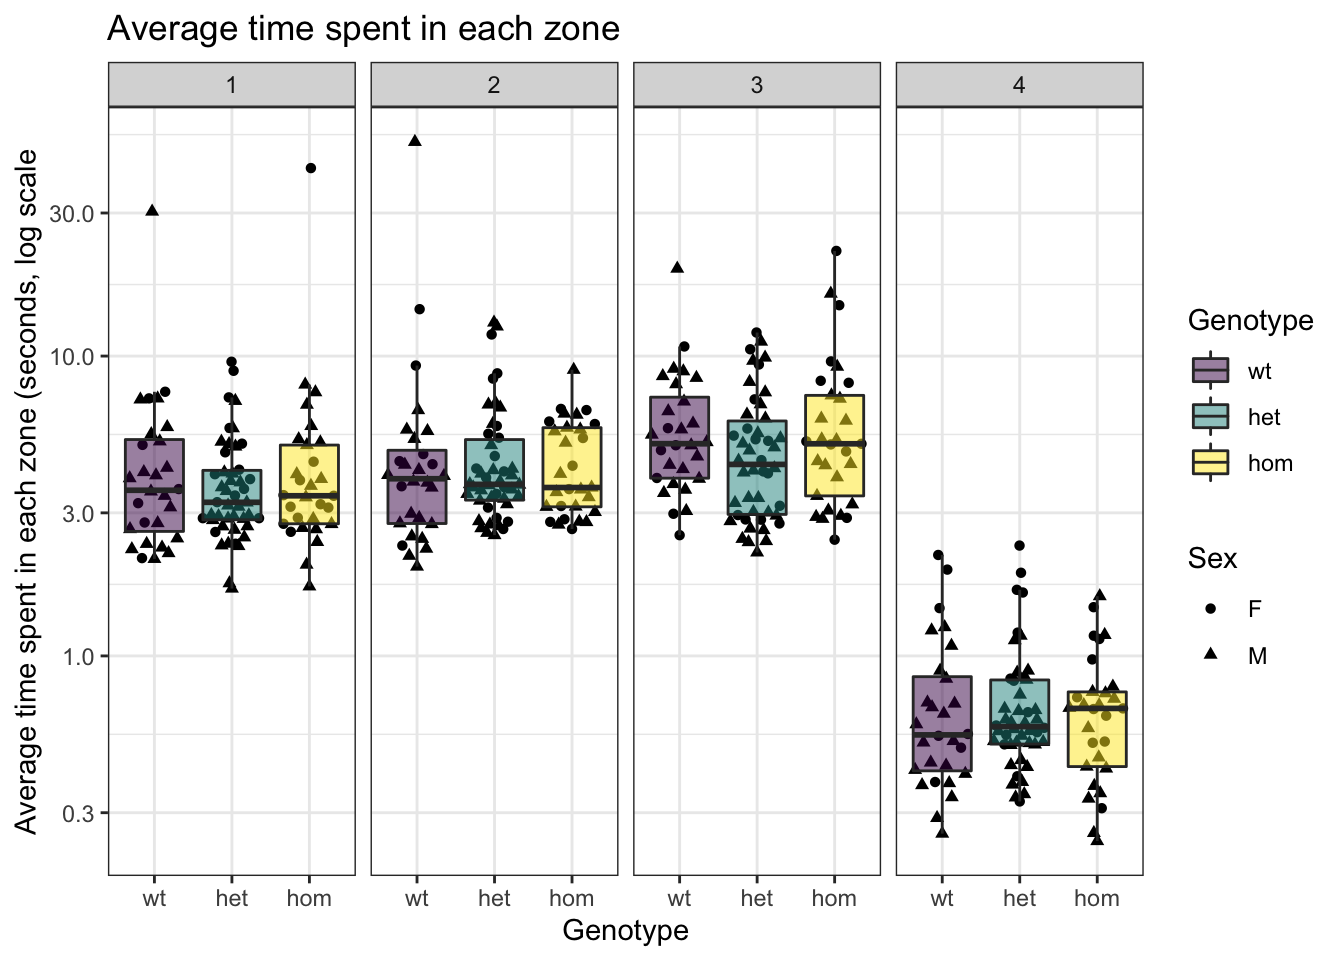 Average time spent in each zone
1 2 3 4
Average time spent in each zone (seconds, log scale
30.0
10.0
3.0
1.0
0.3
wt het hom wt het hom wt het hom wt het hom
Genotype
Genotype
wt
het
hom
Sex
F
M